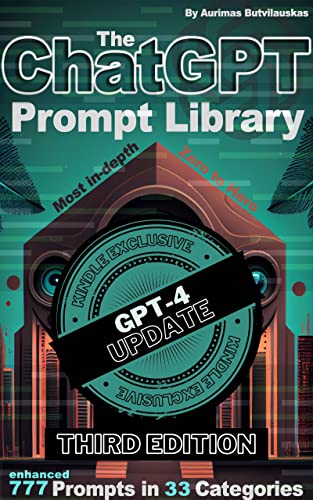 By Aurimas Butvilauskas
The
ChatGPT
Prompt Library
Most in-depth
Zero to Hero
KINDLE EXCLUSIVE
GPT-4
UPDATE
KINDLE EXCLUSIVE
THIRD EDITION
enhanced
777 Prompts in 33 Categories